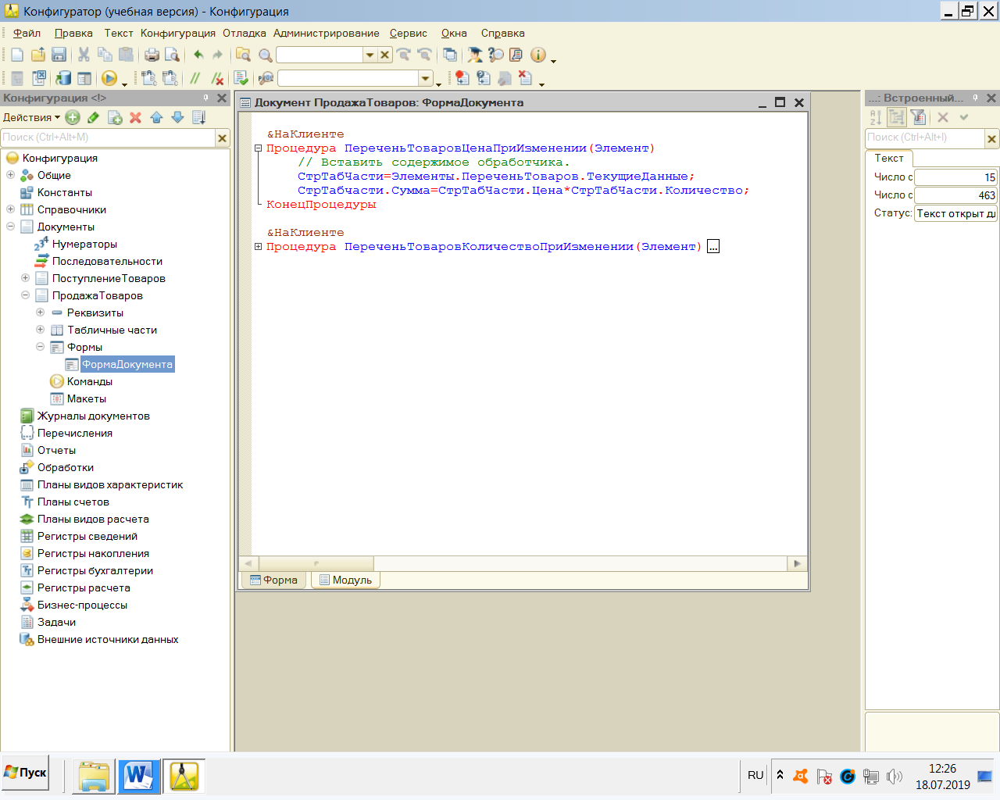 Конфигуратор (учебная версия) - Конфигурация
Файл Правка Текст Конфигурация Отладка Администрирование Сервис Окна Справка
Конфигурация <!>
Действия
Поиск (Ctrl+Alt+M)
Конфигурация
Общие
Константы
Справочники
Документы
Нумераторы
Последовательности
ПоступлениеТоваров
ПродажаТоваров
Реквизиты
Табличные части
Формы
ФормаДокумента
Команды
Макеты
Журналы документов
Перечисления
Отчеты
Обработки
Планы видов характеристик
Планы счетов
Планы видов расчета
Регистры сведений
Регистры накопления
Регистры бухгалтерии
Регистры расчета
Бизнес-процессы
Задачи
Внешние источники данных
Документ ПродажаТоваров: ФормаДокумента
&НаКлиенте
Процедура ПереченьТоваровЦенаПриИзменении(Элемент)
// Вставить содержимое обработчика.
СтрТабЧасти=Элементы.ПереченьТоваров.ТекущиеДанные;
СтрТабчасти.Сумма=СтрТабЧасти.Цена*СтрТабЧасти.Количество;
КонецПроцедуры
&НаКлиенте
Процедура ПереченьТоваровКоличествоПриИзменении(Элемент) ...
Форма Модуль
...: Встроенный...
Поиск (Ctrl+Alt+I)
Текст
Число с 15
Число с 463
Статус: Текст открыт д
Пуск
RU
12:26
18.07.2019